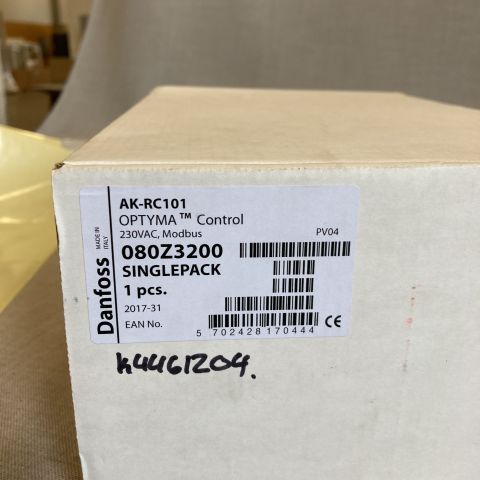 Danfoss
MADE IN
ITALY
AK-RC101
OPTYMA™ Control
230VAC, Modbus
PV04
080Z3200
SINGLEPACK
1 pcs.
2017-31
EAN No.
5 702428 170444
CE
k4461204.